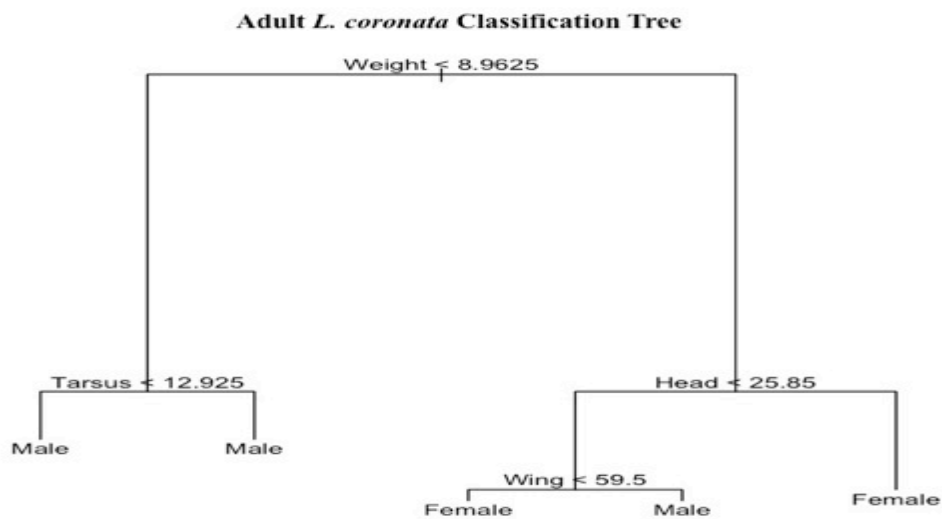 Adult L. coronata Classification Tree
Weight < 8.9625
Tarsus < 12.925
Head < 25.85
Male
Male
Wing < 59.5
Female
Female
Male